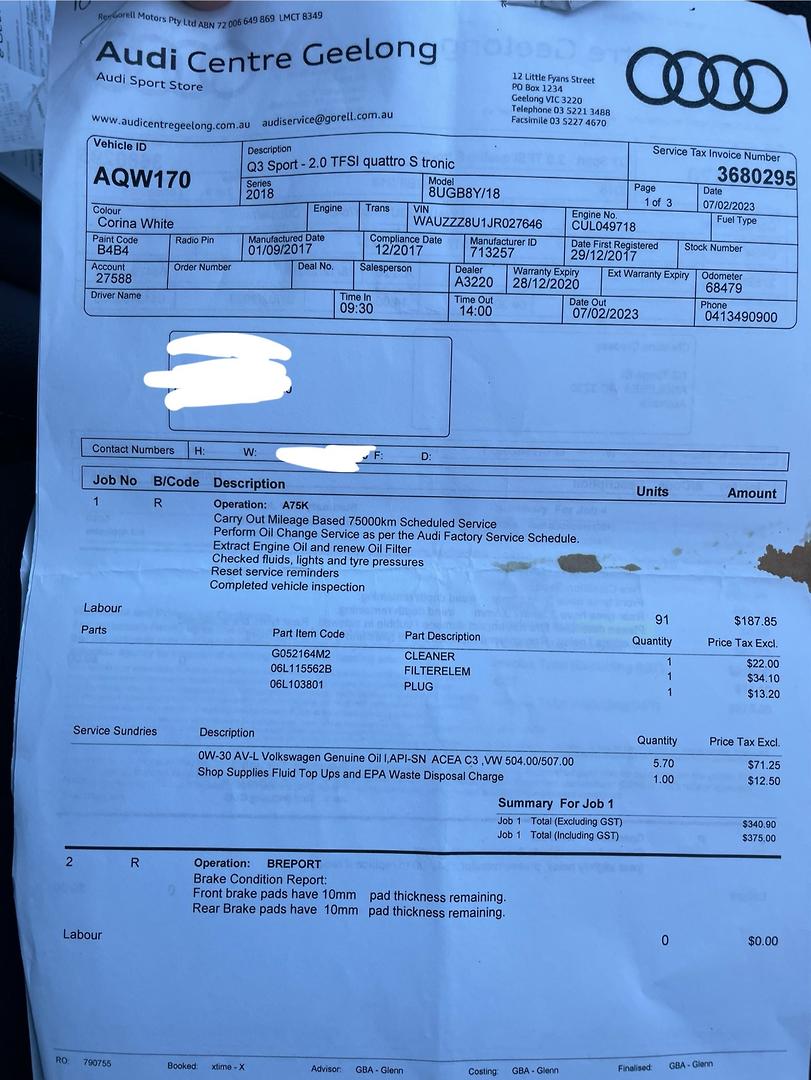 Rex Gorell Motors Pty Ltd ABN 72 006 649 869 LMCT 8349
Audi Centre Geelong
Audi Sport Store
12 Little Fyans Street
PO Box 1234
Geelong VIC 3220
Telephone 03 5221 3488
Facsimile 03 5227 4670
www.audicentregeelong.com.au audiservice@gorell.com.au
Vehicle ID
AQW170
Description
Q3 Sport - 2.0 TFSI quattro S tronic
Service Tax Invoice Number
3680295
Series
2018
Model
8UGB8Y/18
Page
1 of 3
Date
07/02/2023
Colour
Corina White
Engine
Trans
VIN
WAUZZZ8U1JR027646
Engine No.
CUL049718
Fuel Type
Paint Code
B4B4
Radio Pin
Manufactured Date
01/09/2017
Compliance Date
12/2017
Manufacturer ID
713257
Date First Registered
29/12/2017
Stock Number
Account
27588
Order Number
Deal No.
Salesperson
Dealer
A3220
Warranty Expiry
28/12/2020
Ext Warranty Expiry
Odometer
68479
Driver Name
Time In
09:30
Time Out
14:00
Date Out
07/02/2023
Phone
0413490900
Contact Numbers H: W: F: D:
Job No B/Code Description Units Amount
1 R Operation: A75K
Carry Out Mileage Based 75000km Scheduled Service
Perform Oil Change Service as per the Audi Factory Service Schedule.
Extract Engine Oil and renew Oil Filter
Checked fluids, lights and tyre pressures
Reset service reminders
Completed vehicle inspection
Labour 91 $187.85
Parts Part Item Code Part Description Quantity Price Tax Excl.
G052164M2 CLEANER 1 $22.00
06L115562B FILTERELEM 1 $34.10
06L103801 PLUG 1 $13.20
Service Sundries Description Quantity Price Tax Excl.
0W-30 AV-L Volkswagen Genuine Oil l,API-SN ACEA C3 ,VW 504.00/507.00 5.70 $71.25
Shop Supplies Fluid Top Ups and EPA Waste Disposal Charge 1.00 $12.50
Summary For Job 1
Job 1 Total (Excluding GST) $340.90
Job 1 Total (Including GST) $375.00
2 R Operation: BREPORT
Brake Condition Report:
Front brake pads have 10mm pad thickness remaining.
Rear Brake pads have 10mm pad thickness remaining.
Labour 0 $0.00
RO: 790755 Booked: xtime - X Advisor: GBA - Glenn Costing: GBA - Glenn Finalised: GBA - Glenn